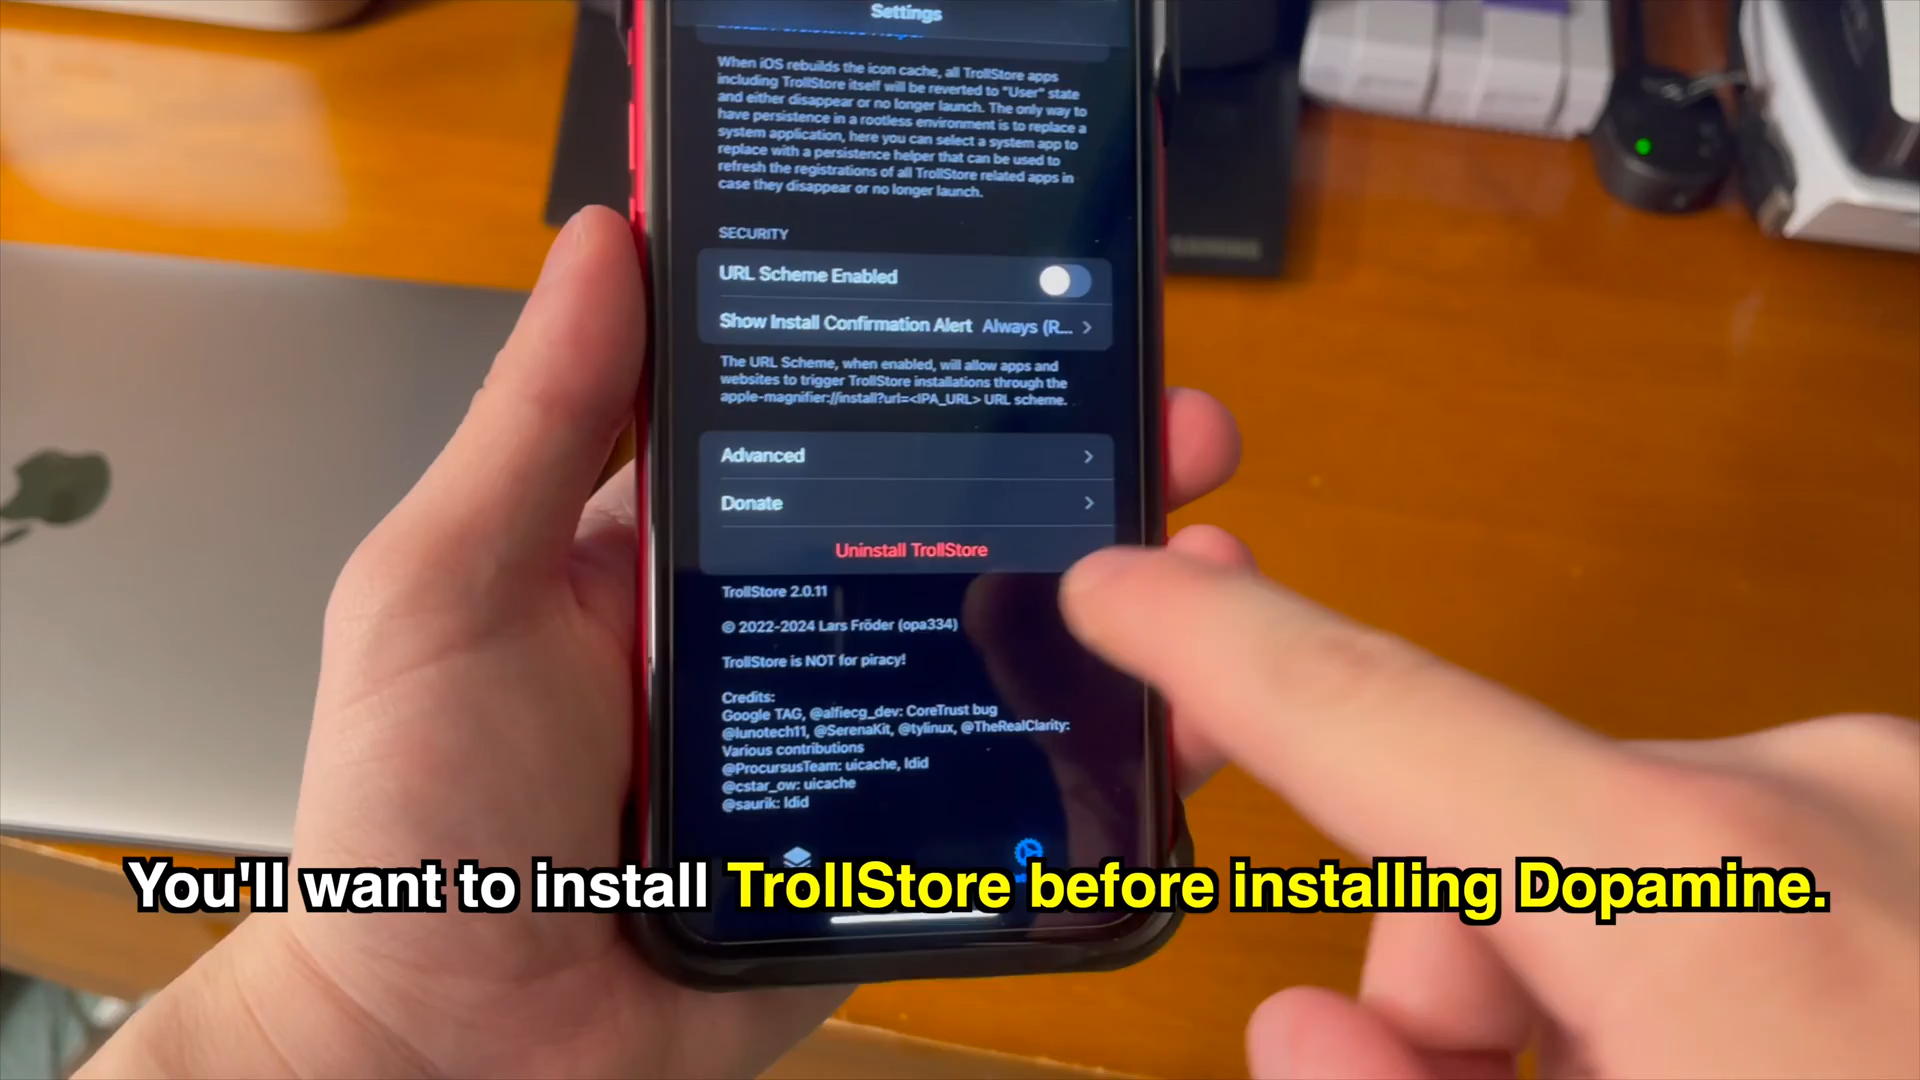 Settings
When iOS rebuilds the icon cache, all TrollStore apps
including TrollStore itself will be reverted to "User" state
and either disappear or no longer launch. The only way to
have persistence in a rootless environment is to replace a
system application, here you can select a system app to
replace with a persistence helper that can be used to
refresh the registrations of all TrollStore related apps in
case they disappear or no longer launch.
SECURITY
URL Scheme Enabled
Show Install Confirmation Alert Always (R...
The URL Scheme, when enabled, will allow apps and
websites to trigger TrollStore installations through the
apple-magnifier://install?url=<IPA_URL> URL scheme.
Advanced
Donate
Uninstall TrollStore
TrollStore 2.0.11
© 2022-2024 Lars Fröder (opa334)
TrollStore is NOT for piracy!
Credits:
Google TAG, @alfiecg_dev: CoreTrust bug
@lunotech11, @SerenaKit, @tylinux, @TheRealClarity:
Various contributions
@ProcursusTeam: uicache, ldid
@cstar_ow: uicache
@saurik: ldid
You'll want to install TrollStore before installing Dopamine.